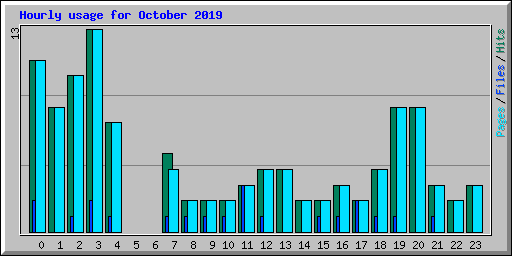 Hourly usage for October 2019
13
Pages/Files/Hits
0 1 2 3 4 5 6 7 8 9 10 11 12 13 14 15 16 17 18 19 20 21 22 23